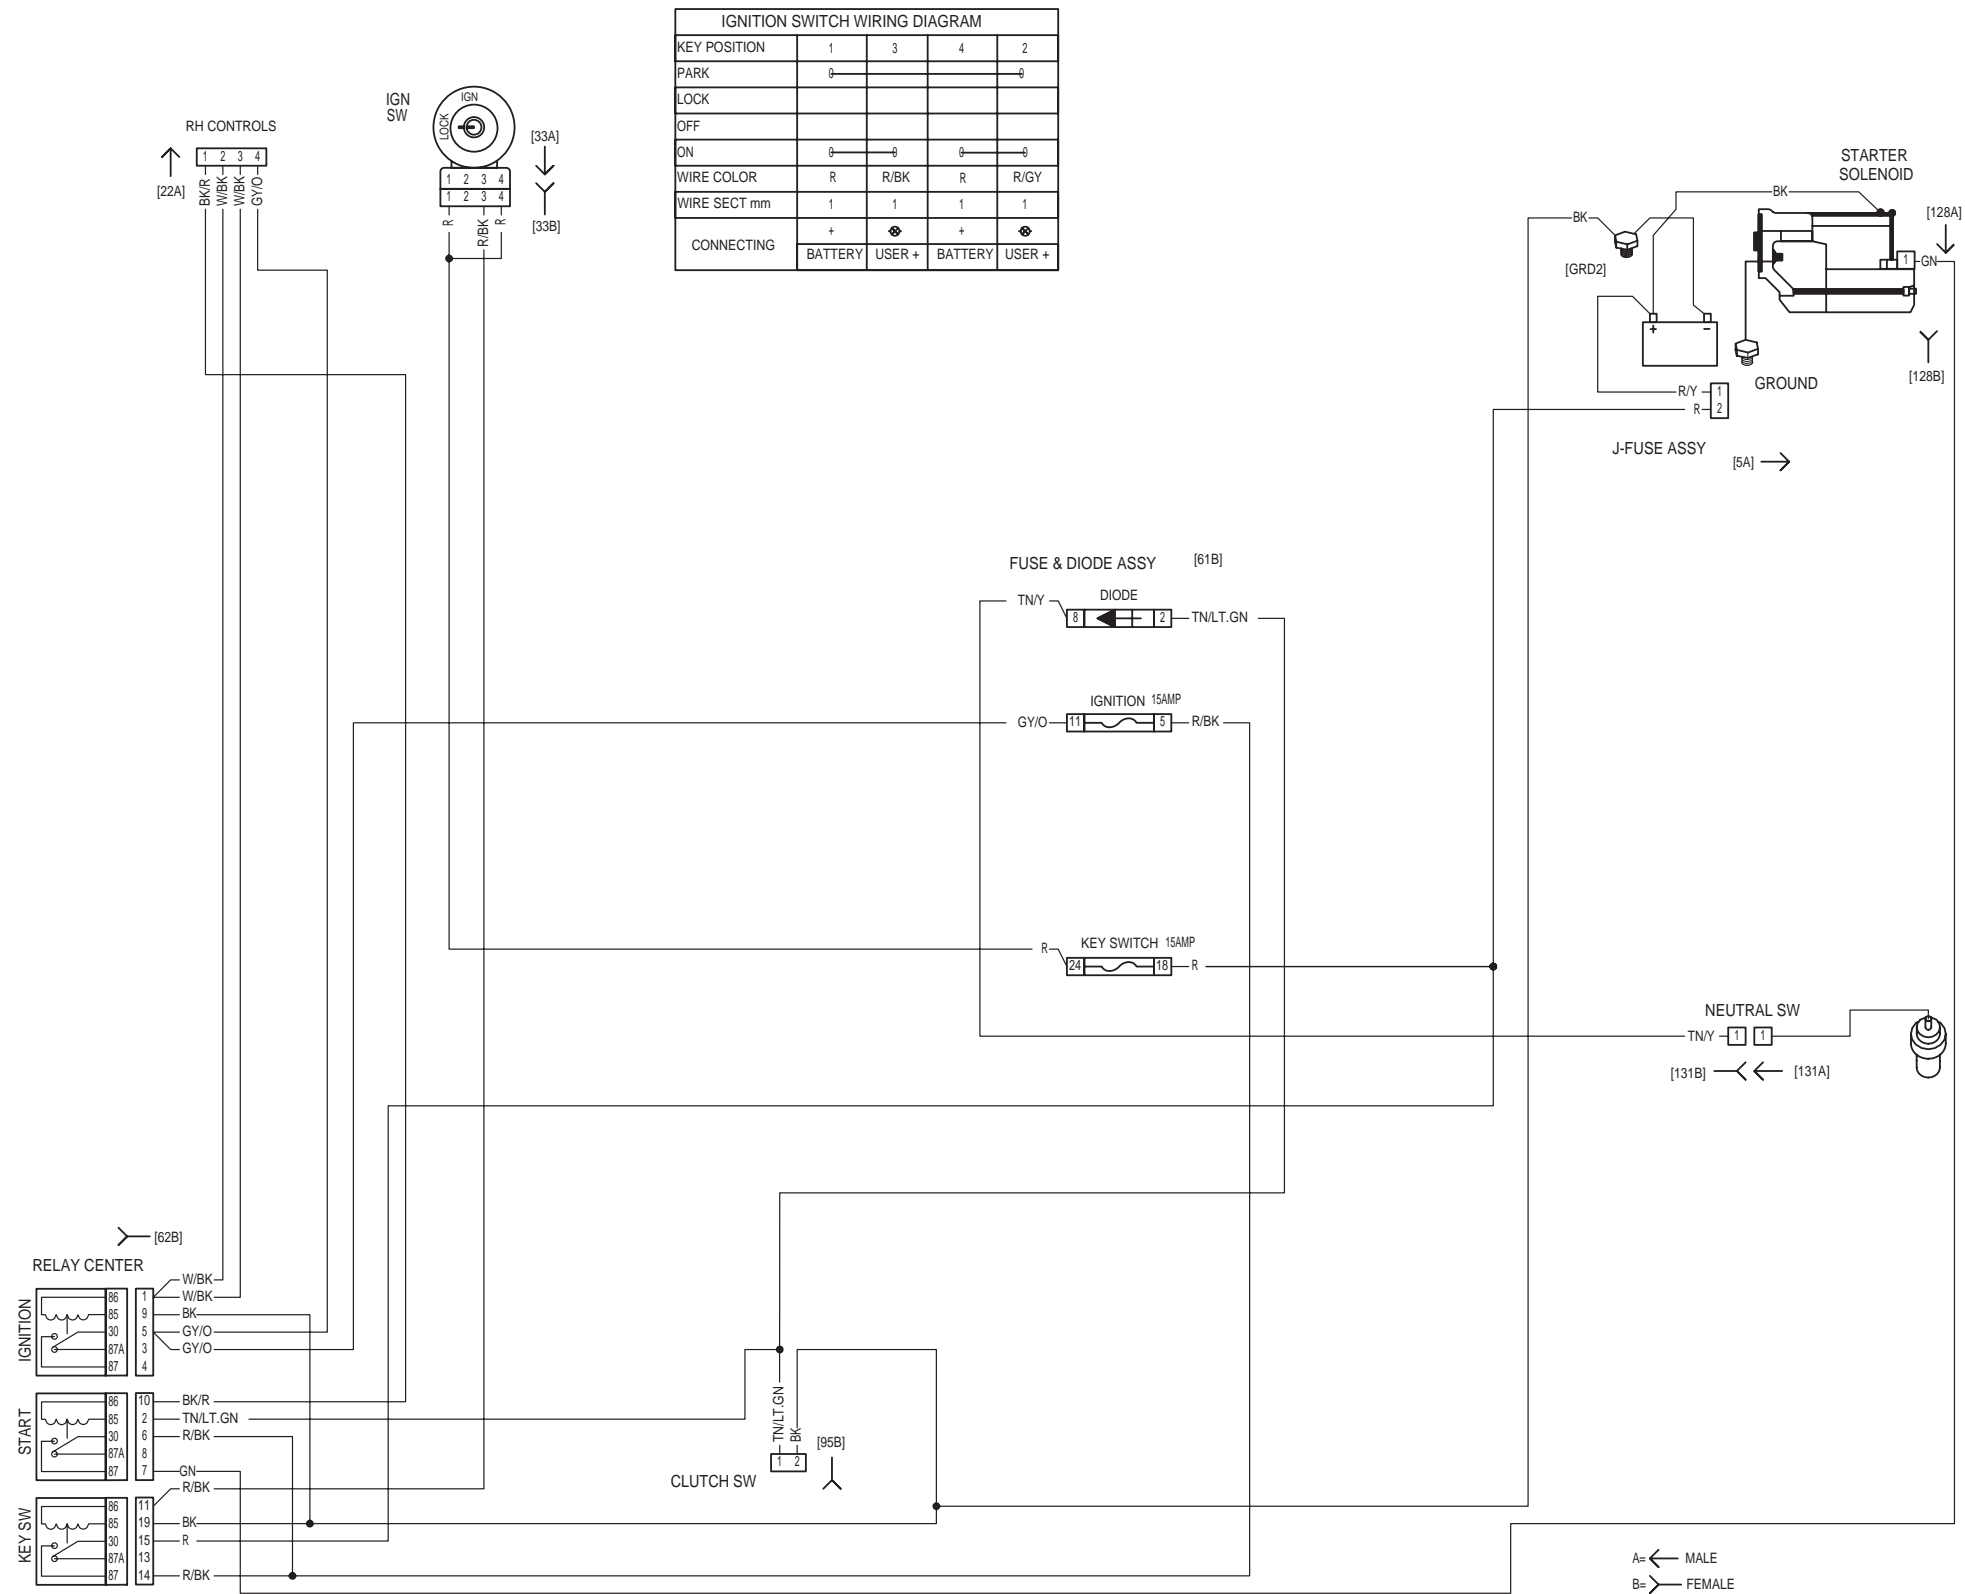 IGNITION SWITCH WIRING DIAGRAM
KEY POSITION 1 3 4 2
PARK 0 0
LOCK
OFF
ON 0 0 0 0
WIRE COLOR R R/BK R R/GY
WIRE SECT mm 1 1 1 1
CONNECTING + +
BATTERY USER + BATTERY USER +
RH CONTROLS
[22A]
1 2 3 4
BK/R
W/BK
W/BK
GY/O
IGN
SW
IGN
LOCK
[33A]
1 2 3 4
1 2 3 4
[33B]
R
R/BK
R
STARTER
SOLENOID
BK
BK
[128A]
[GRD2]
1
GN
+ −
[128B]
GROUND
R/Y 1
R 2
J-FUSE ASSY
[5A]
FUSE & DIODE ASSY [61B]
DIODE
TN/Y 8 2 TN/LT.GN
IGNITION 15AMP
GY/O 11 5 R/BK
KEY SWITCH 15AMP
R 24 18 R
NEUTRAL SW
TN/Y 1 1
[131B] [131A]
[62B]
RELAY CENTER
IGNITION
86 1 W/BK
W/BK
85 9 BK
30 5 GY/O
87A 3 GY/O
87 4
START
86 10 BK/R
85 2 TN/LT.GN
30 6 R/BK
87A 8
87 7 GN
KEY SW
R/BK
86 11
85 19 BK
30 15 R
87A 13
87 14 R/BK
TN/LT.GN
BK
[95B]
1 2
CLUTCH SW
A= MALE
B= FEMALE